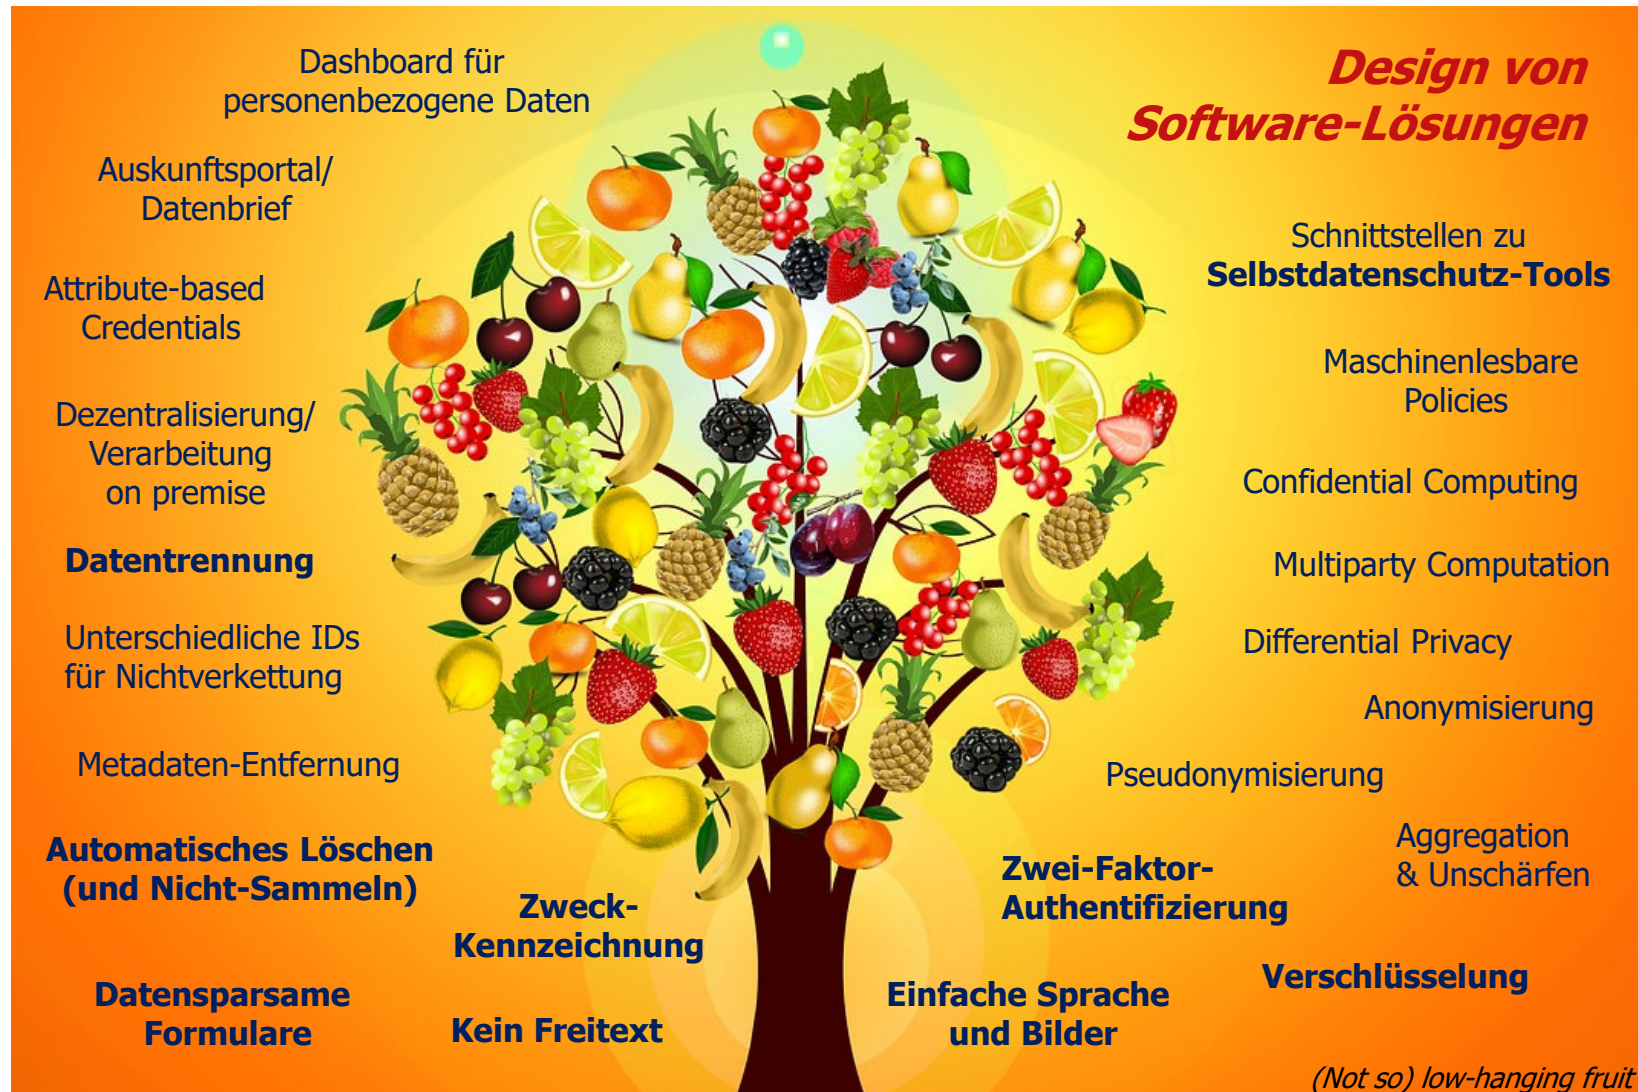 Design von
Software-Lösungen
Dashboard für
personenbezogene Daten
Auskunftsportal/
Datenbrief
Attribute-based
Credentials
Dezentralisierung/
Verarbeitung
on premise
Datentrennung
Unterschiedliche IDs
für Nichtverkettung
Metadaten-Entfernung
Automatisches Löschen
(und Nicht-Sammeln)
Datensparsame
Formulare
Zweck-
Kennzeichnung
Kein Freitext
Schnittstellen zu
Selbstdatenschutz-Tools
Maschinenlesbare
Policies
Confidential Computing
Multiparty Computation
Differential Privacy
Anonymisierung
Pseudonymisierung
Aggregation
& Unschärfen
Zwei-Faktor-
Authentifizierung
Verschlüsselung
Einfache Sprache
und Bilder
(Not so) low-hanging fruit